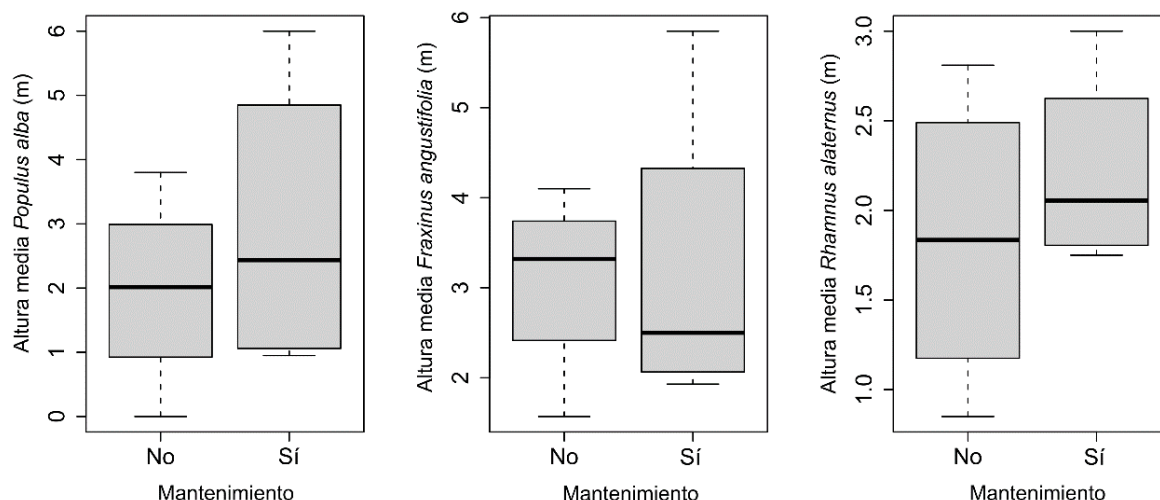 Altura media Populus alba (m)
6
5
4
3
2
1
0
No
Sí
Mantenimiento
Altura media Fraxinus angustifolia (m)
6
5
4
3
2
No
Sí
Mantenimiento
Altura media Rhamnus alaternus (m)
3.0
2.5
2.0
1.5
1.0
No
Sí
Mantenimiento